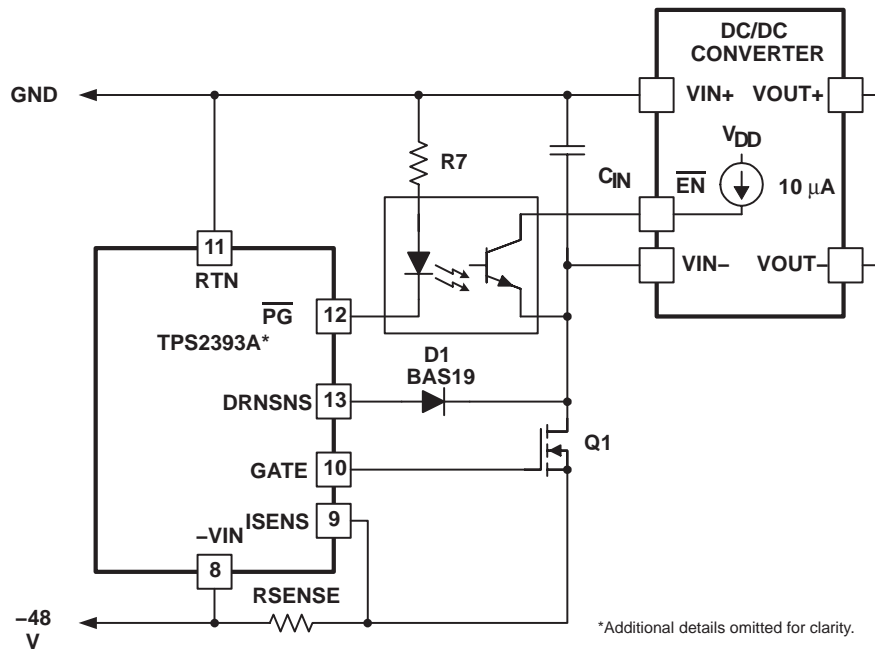 DC/DC
CONVERTER
GND
VIN+
VOUT+
VDD
R7
CIN
EN
10 μA
11
RTN
VIN–
VOUT–
PG
12
TPS2393A*
D1
BAS19
DRNSNS
13
Q1
GATE
10
ISENS
9
–VIN
8
RSENSE
–48
V
*Additional details omitted for clarity.